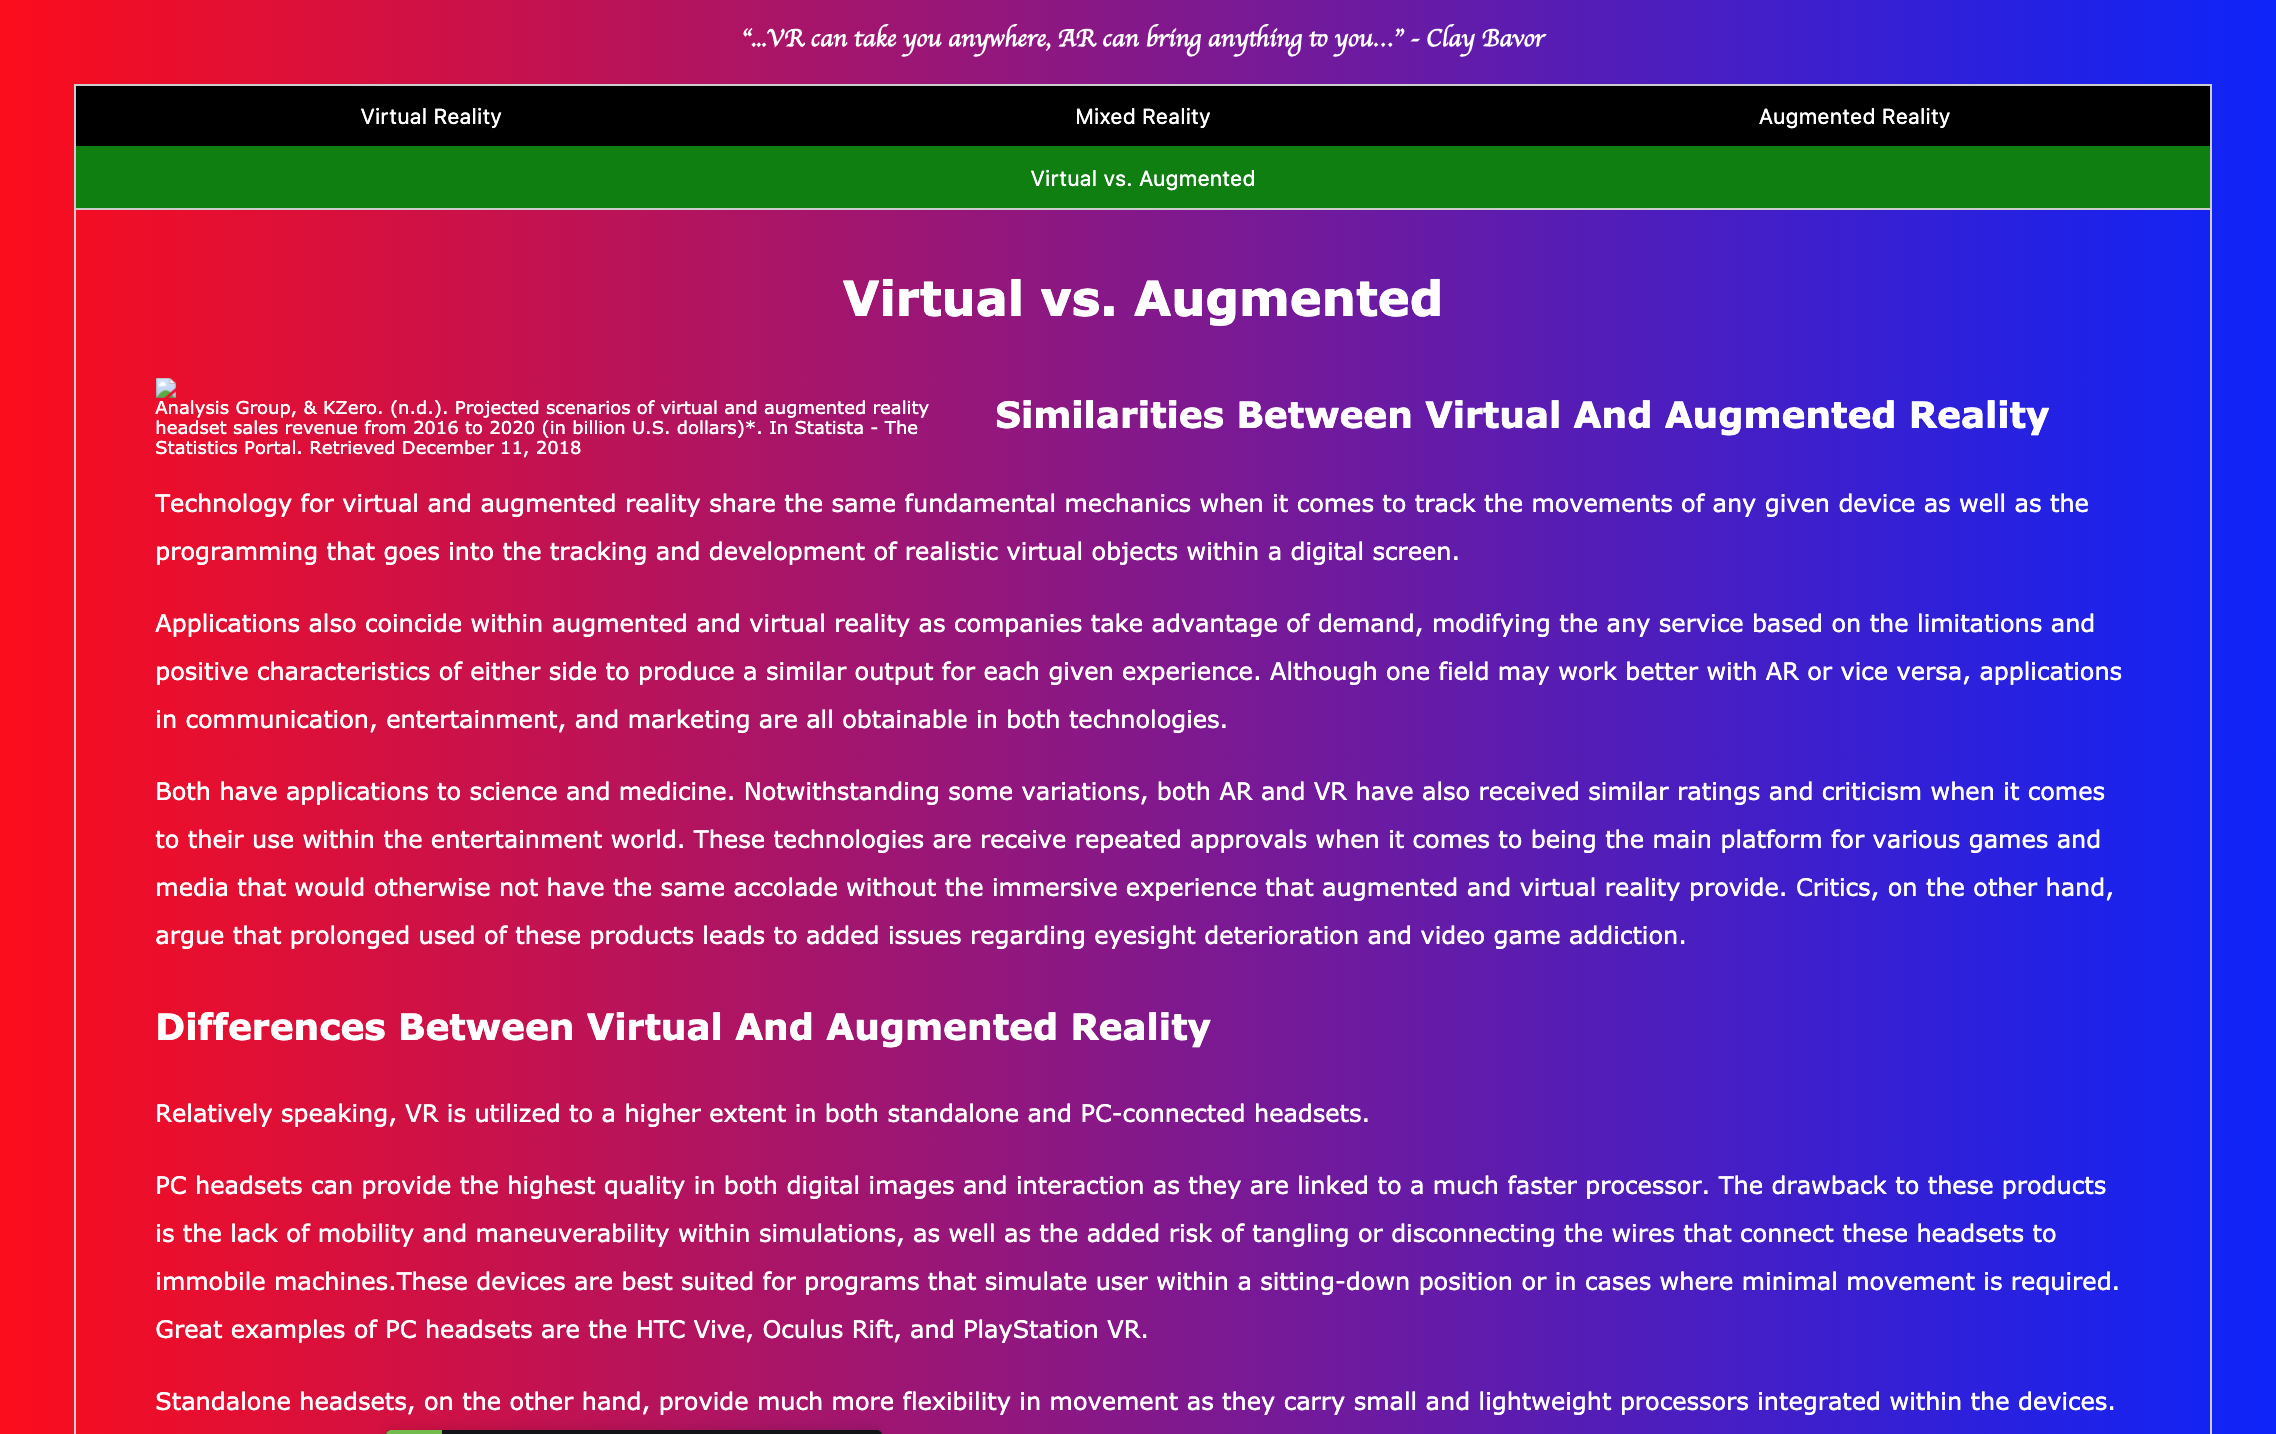 “...VR can take you anywhere, AR can bring anything to you...” - Clay Bavor
Virtual Reality
Mixed Reality
Augmented Reality
Virtual vs. Augmented
Virtual vs. Augmented
Analysis Group, & KZero. (n.d.). Projected scenarios of virtual and augmented reality
headset sales revenue from 2016 to 2020 (in billion U.S. dollars)*. In Statista - The
Statistics Portal. Retrieved December 11, 2018
Similarities Between Virtual And Augmented Reality
Technology for virtual and augmented reality share the same fundamental mechanics when it comes to track the movements of any given device as well as the
programming that goes into the tracking and development of realistic virtual objects within a digital screen.
Applications also coincide within augmented and virtual reality as companies take advantage of demand, modifying the any service based on the limitations and
positive characteristics of either side to produce a similar output for each given experience. Although one field may work better with AR or vice versa, applications
in communication, entertainment, and marketing are all obtainable in both technologies.
Both have applications to science and medicine. Notwithstanding some variations, both AR and VR have also received similar ratings and criticism when it comes
to their use within the entertainment world. These technologies are receive repeated approvals when it comes to being the main platform for various games and
media that would otherwise not have the same accolade without the immersive experience that augmented and virtual reality provide. Critics, on the other hand,
argue that prolonged used of these products leads to added issues regarding eyesight deterioration and video game addiction.
Differences Between Virtual And Augmented Reality
Relatively speaking, VR is utilized to a higher extent in both standalone and PC-connected headsets.
PC headsets can provide the highest quality in both digital images and interaction as they are linked to a much faster processor. The drawback to these products
is the lack of mobility and maneuverability within simulations, as well as the added risk of tangling or disconnecting the wires that connect these headsets to
immobile machines.These devices are best suited for programs that simulate user within a sitting-down position or in cases where minimal movement is required.
Great examples of PC headsets are the HTC Vive, Oculus Rift, and PlayStation VR.
Standalone headsets, on the other hand, provide much more flexibility in movement as they carry small and lightweight processors integrated within the devices.